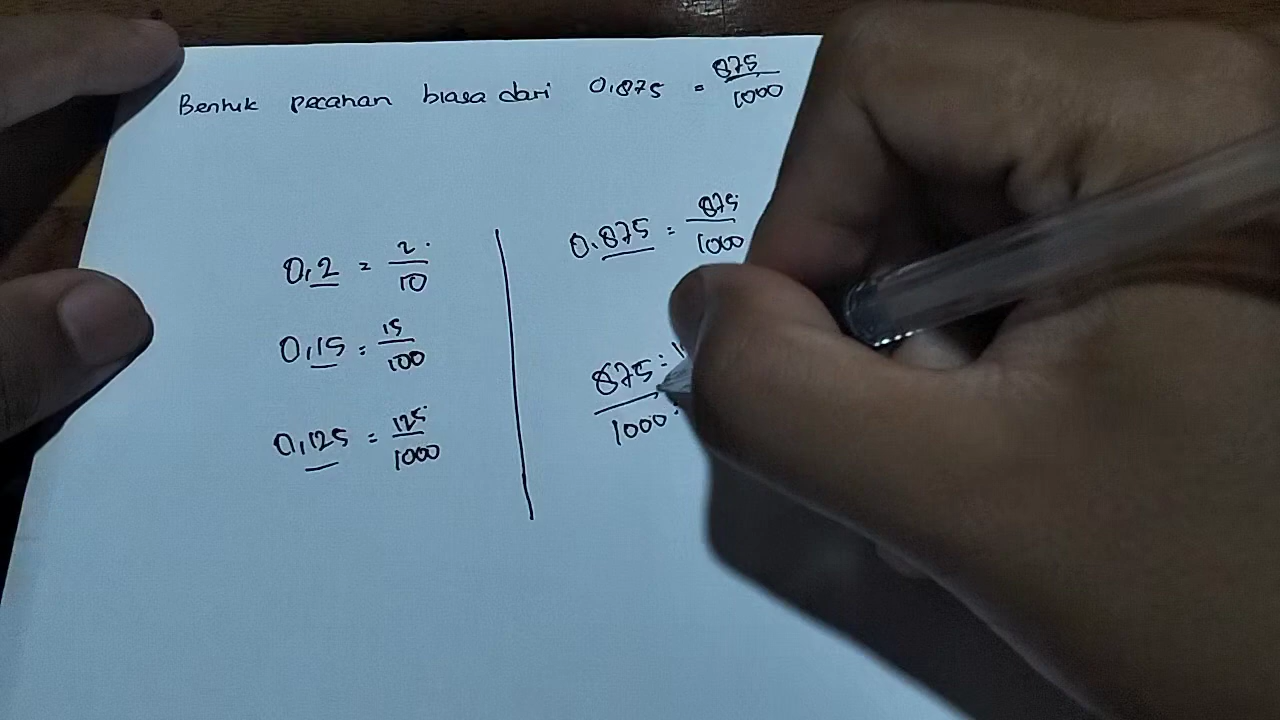 Bentuk pecahan biasa dari 0,875 = 875/1000
0,2 = 2/10
0,15 = 15/100
0,125 = 125/1000
0,875 = 875/1000
875 :
1000 :